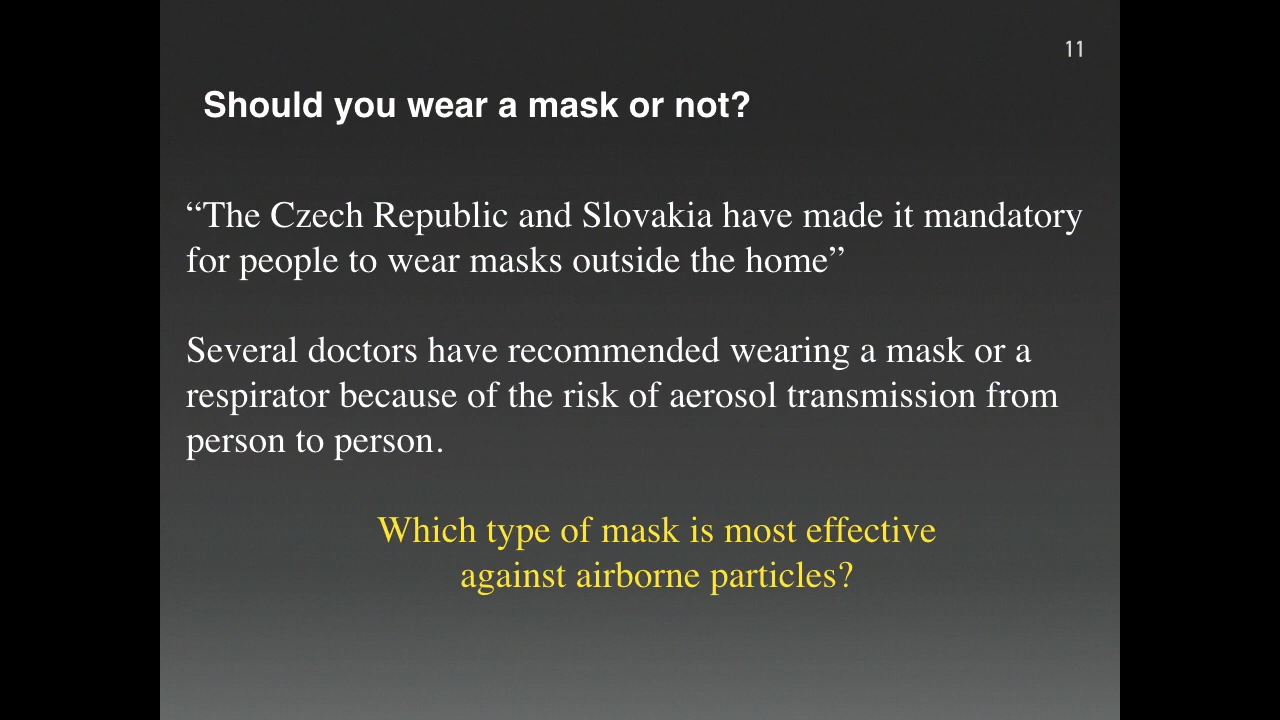 11
Should you wear a mask or not?
“The Czech Republic and Slovakia have made it mandatory
for people to wear masks outside the home”
Several doctors have recommended wearing a mask or a
respirator because of the risk of aerosol transmission from
person to person.
Which type of mask is most effective
against airborne particles?